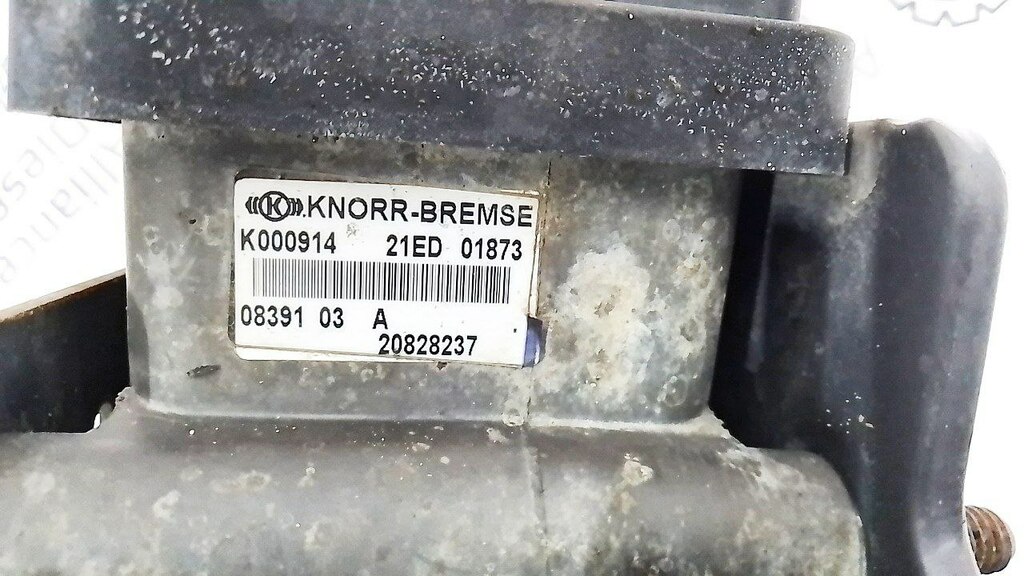 KNORR-BREMSE
K000914 21ED 01873
08391 03 A
20828237